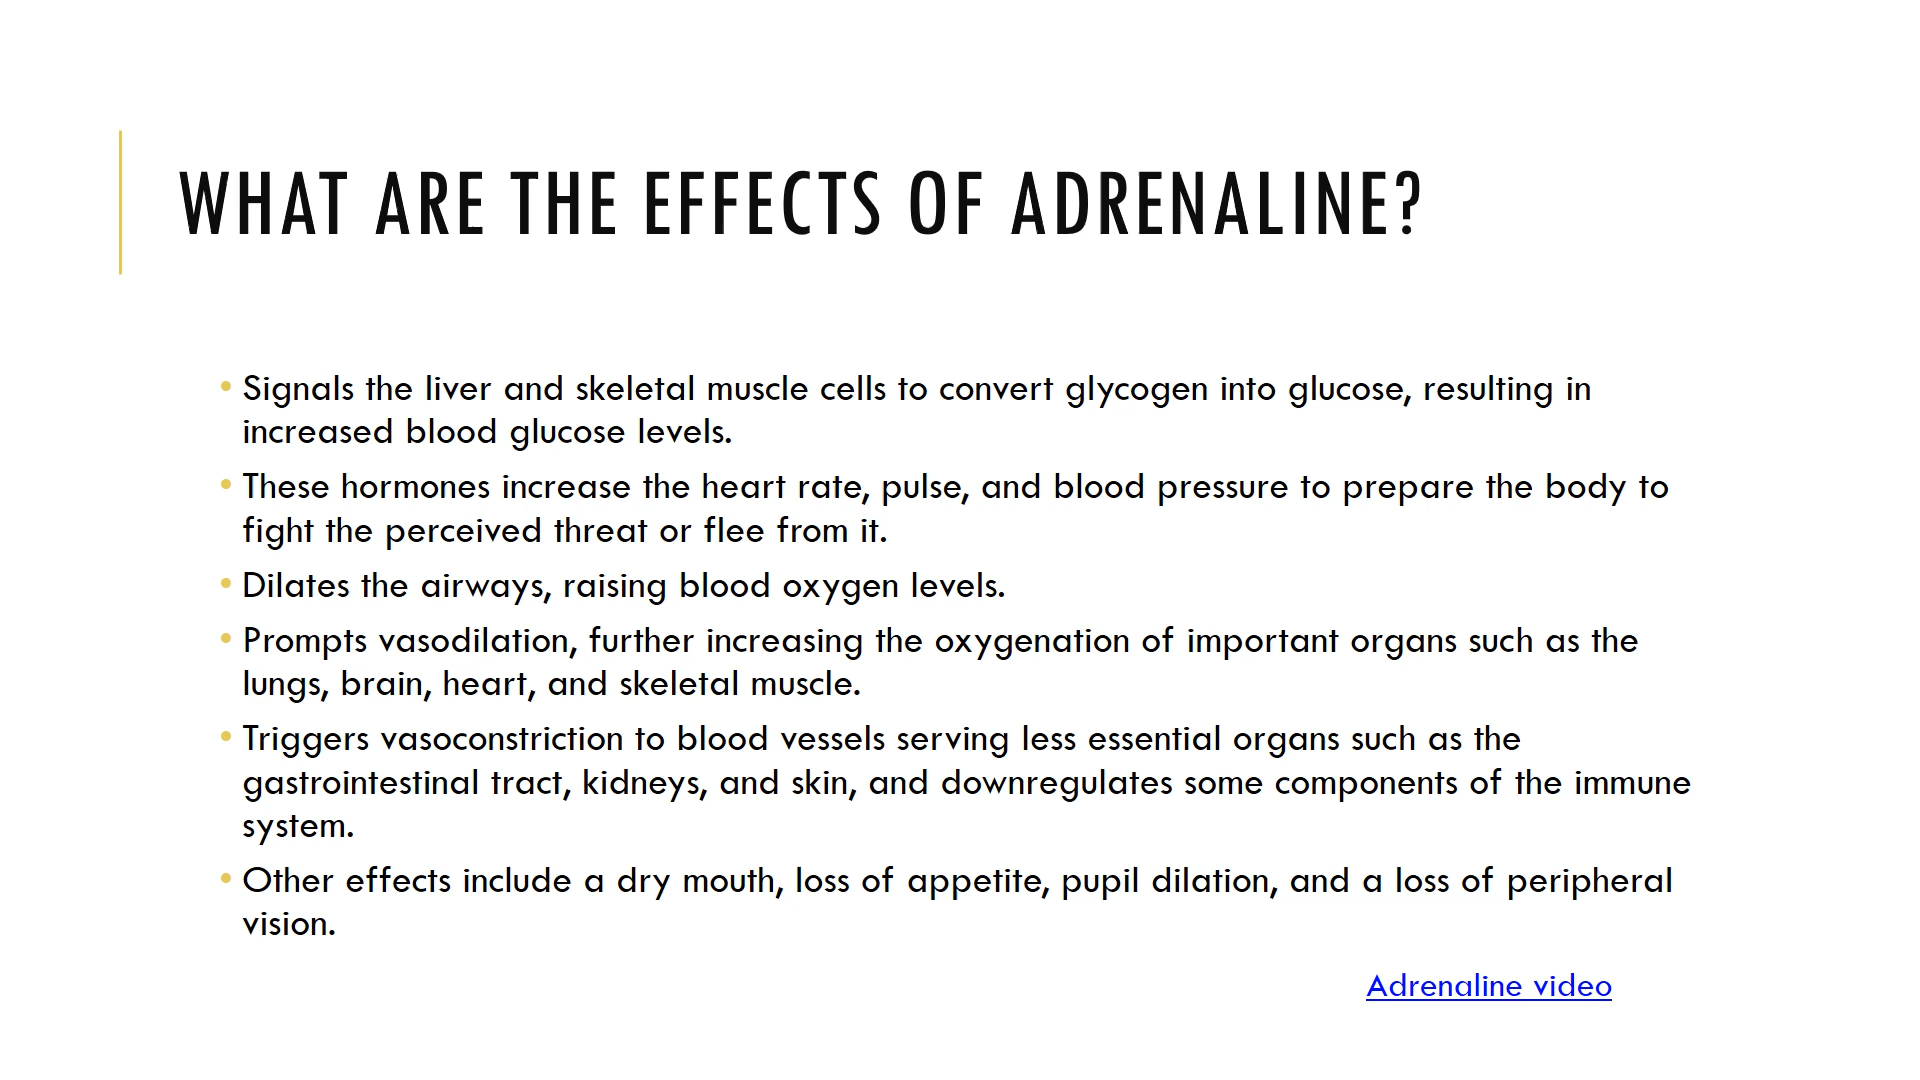 WHAT ARE THE EFFECTS OF ADRENALINE?
• Signals the liver and skeletal muscle cells to convert glycogen into glucose, resulting in
increased blood glucose levels.
• These hormones increase the heart rate, pulse, and blood pressure to prepare the body to
fight the perceived threat or flee from it.
• Dilates the airways, raising blood oxygen levels.
• Prompts vasodilation, further increasing the oxygenation of important organs such as the
lungs, brain, heart, and skeletal muscle.
• Triggers vasoconstriction to blood vessels serving less essential organs such as the
gastrointestinal tract, kidneys, and skin, and downregulates some components of the immune
system.
• Other effects include a dry mouth, loss of appetite, pupil dilation, and a loss of peripheral
vision.
Adrenaline video